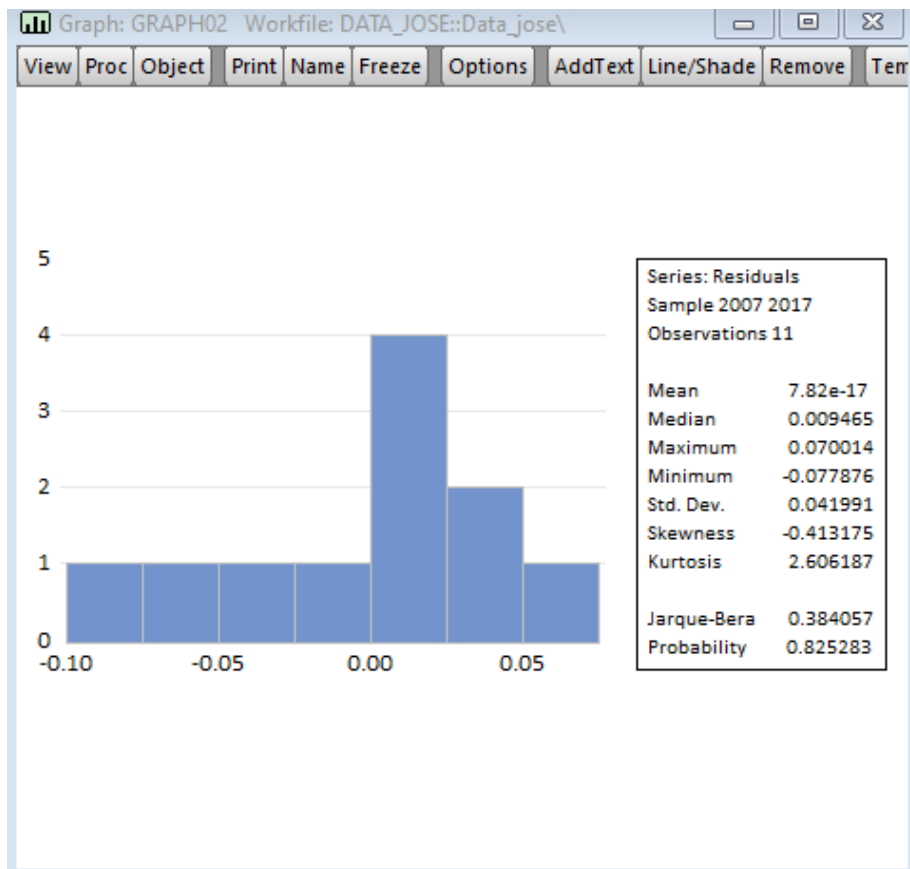 Graph: GRAPH02 Workfile: DATA_JOSE::Data_jose\
View Proc Object Print Name Freeze Options AddText Line/Shade Remove Tem
5
4
3
2
1
0
-0.10 -0.05 0.00 0.05
Series: Residuals
Sample 2007 2017
Observations 11
Mean 7.82e-17
Median 0.009465
Maximum 0.070014
Minimum -0.077876
Std. Dev. 0.041991
Skewness -0.413175
Kurtosis 2.606187
Jarque-Bera 0.384057
Probability 0.825283